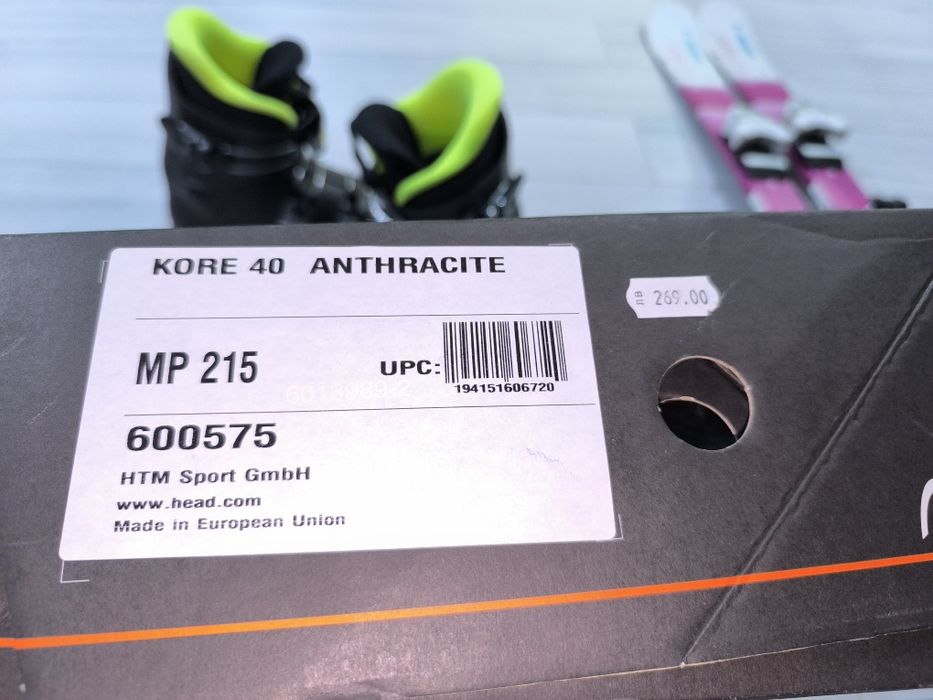 KORE 40 ANTHRACITE
ЛВ 269.00
MP 215
UPC:
194151606720
600575
HTM Sport GmbH
www.head.com
Made in European Union